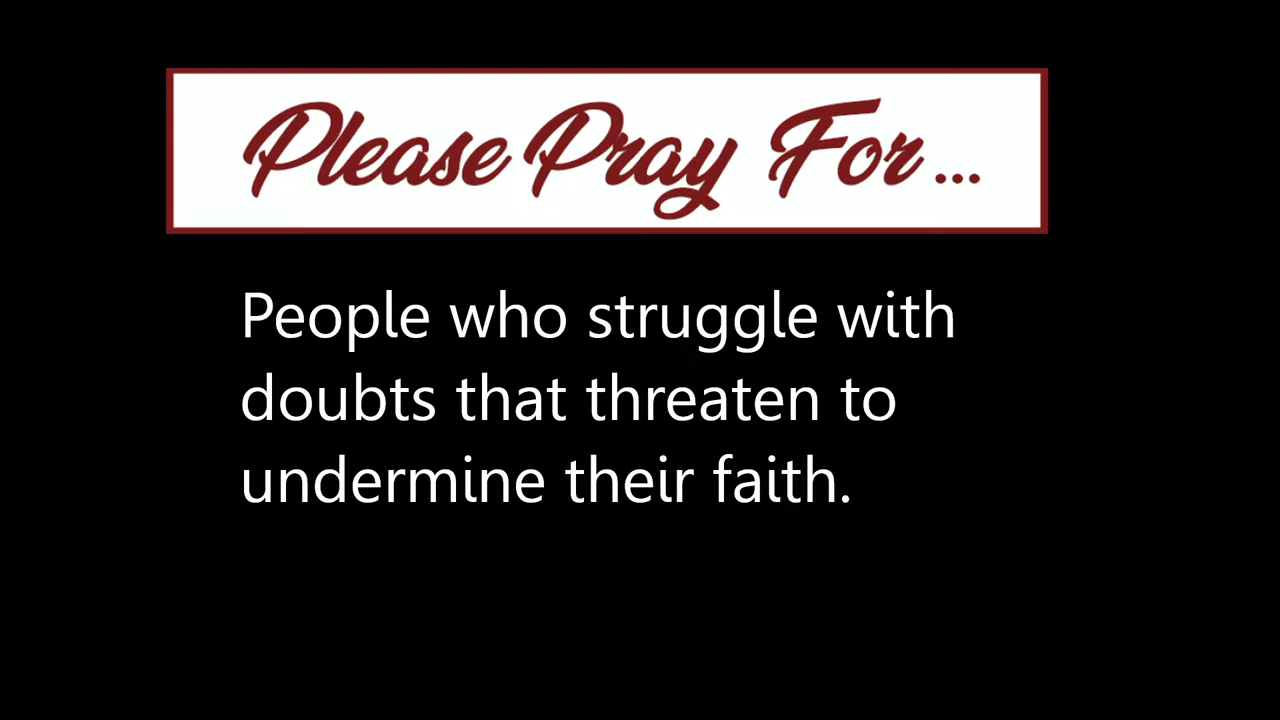 Please Pray For...
People who struggle with
doubts that threaten to
undermine their faith.